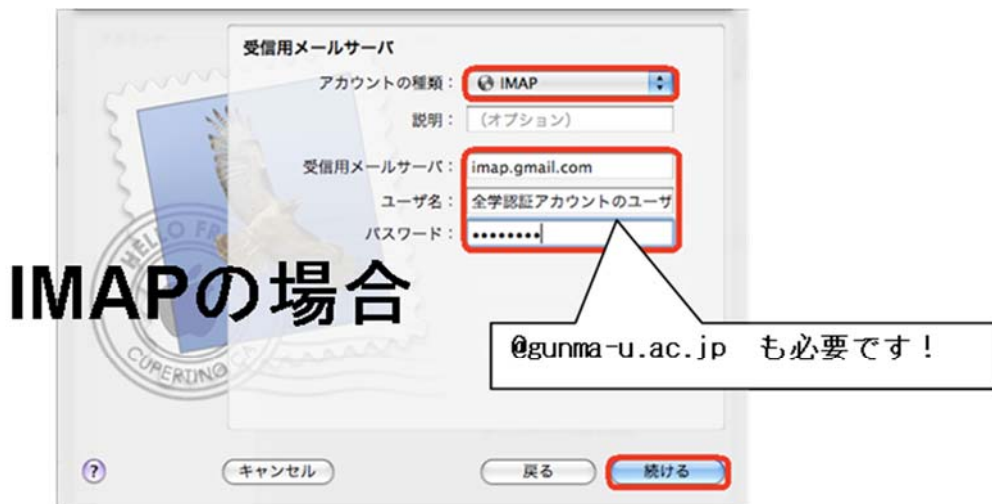 受信用メールサーバ
アカウントの種類： IMAP
説明： （オプション）
受信用メールサーバ： imap.gmail.com
ユーザ名： 全学認証アカウントのユーザ
パスワード： ••••••••
HELLO FR
IMAPの場合
@gunma-u.ac.jp　も必要です！
CUPERTINO CA
? キャンセル 戻る 続ける